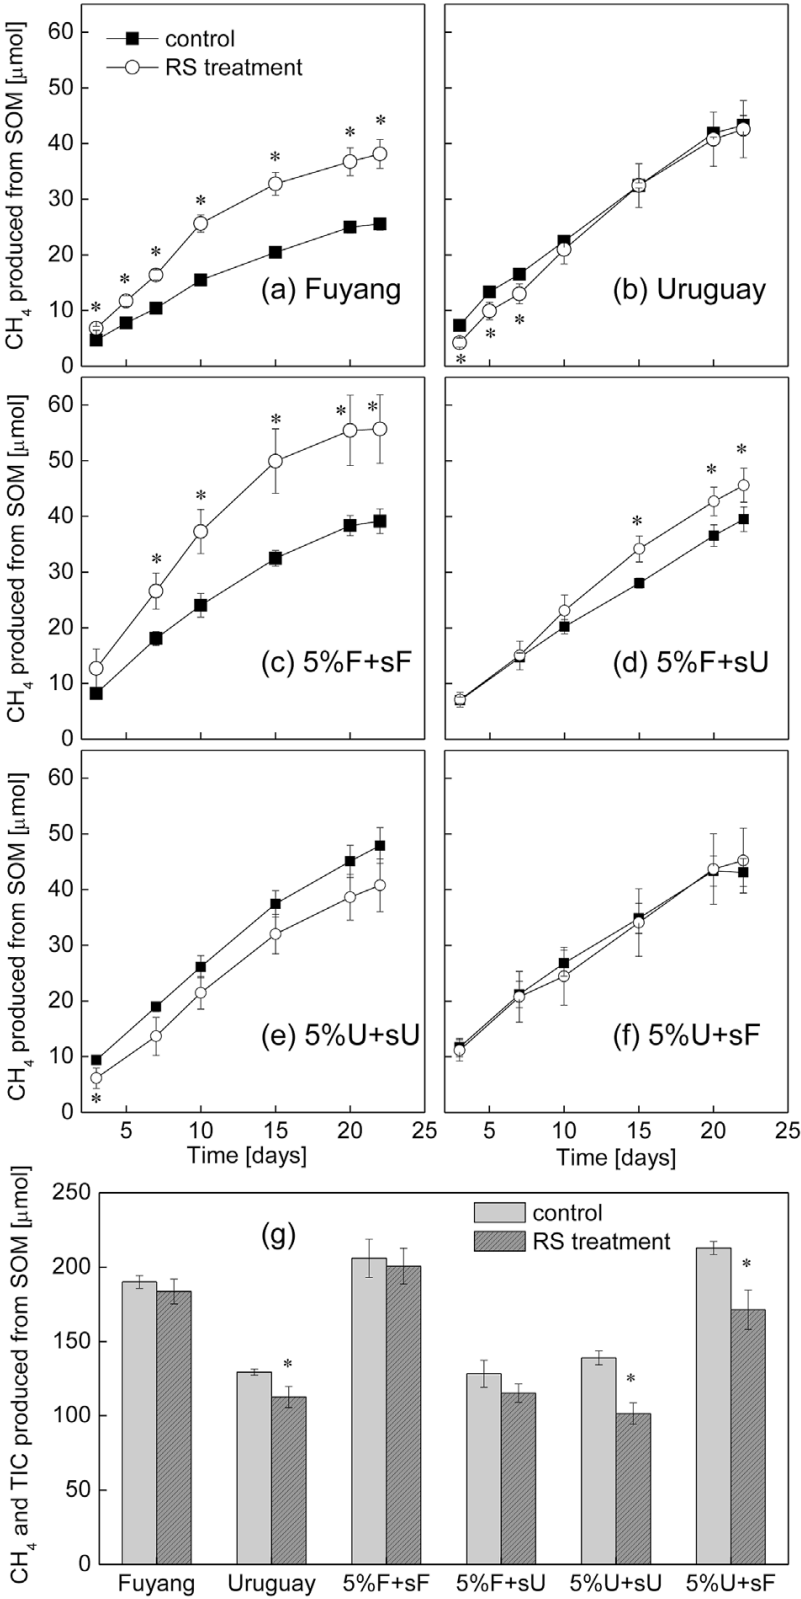 CH4 produced from SOM [μmol]
60
50
40
30
20
10
0
control
RS treatment
* * * * * * *
(a) Fuyang
* * *
(b) Uruguay
CH4 produced from SOM [μmol]
60
50
40
30
20
10
0
* * * * *
(c) 5%F+sF
* * *
(d) 5%F+sU
CH4 produced from SOM [μmol]
60
50
40
30
20
10
0
*
(e) 5%U+sU
(f) 5%U+sF
5 10 15 20 25
5 10 15 20 25
Time [days]
Time [days]
CH4 and TIC produced from SOM [μmol]
250
200
150
100
50
0
(g)
control
RS treatment
* * *
Fuyang Uruguay 5%F+sF 5%F+sU 5%U+sU 5%U+sF